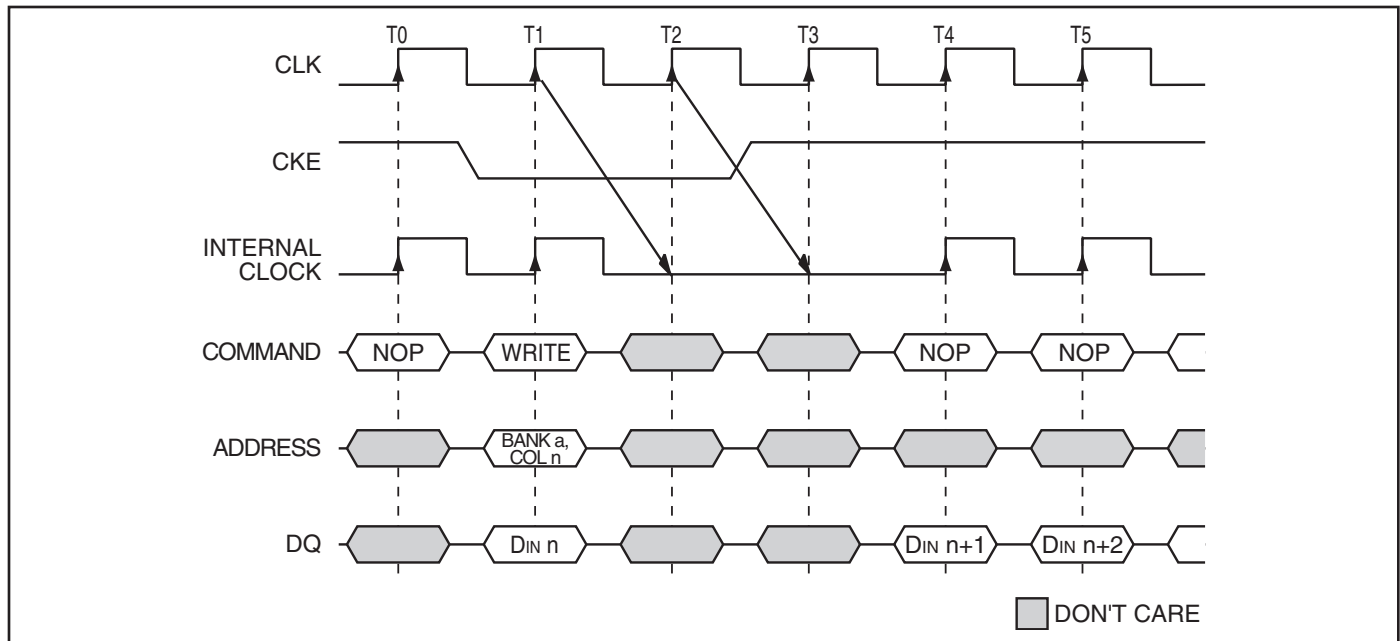 T0 T1 T2 T3 T4 T5
CLK
CKE
INTERNAL
CLOCK
COMMAND NOP WRITE NOP NOP
ADDRESS BANK a,
COL n
DQ DIN n DIN n+1 DIN n+2
DON'T CARE